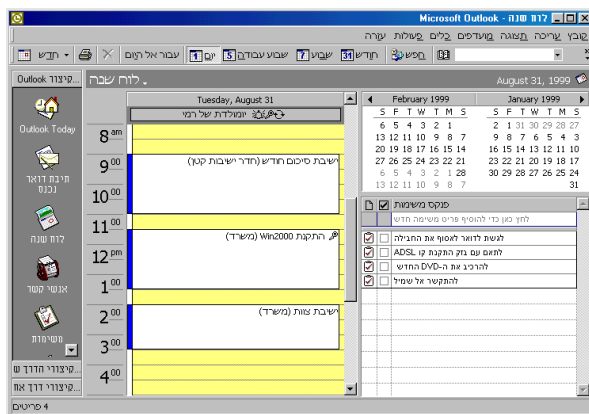 Microsoft Outlook - לוח שנה
קובץ עריכה תצוגה מועדפים כלים פעולות עזרה
חדש עבור אל היום 1 יום 5 שבוע עבודה 7 שבוע 31 חודש חפש
קיצור Outlook...
לוח שנה
August 31, 1999
Outlook Today
תיבת דואר נכנס
לוח שנה
אנשי קשר
משימות
קיצורי הדרך ש...
קיצורי דרך אח...
Tuesday, August 31
יומולדת של רמי
8 am
9 00 ישיבת סיכום חודש (חדר ישיבות קטן)
10 00
11 00
התקנת Win2000 (משרד)
12 pm
1 00
2 00 ישיבת צוות (משרד)
3 00
4 00
February 1999
S F T W T M S
6 5 4 3 2 1
13 12 11 10 9 8 7
20 19 18 17 16 15 14
27 26 25 24 23 22 21
6 5 4 3 2 1 28
13 12 11 10 9 8 7
January 1999
S F T W T M S
2 1 31 30 29 28 27
9 8 7 6 5 4 3
16 15 14 13 12 11 10
23 22 21 20 19 18 17
30 29 28 27 26 25 24
31
פנקס משימות
לחץ כאן כדי להוסיף פריט משימה חדש
לגשת לדואר לאסוף את החבילה
לתאם עם בזק התקנת קו ADSL
להרכיב את ה-DVD החדש
להתקשר אל שמיל
4 פריטים